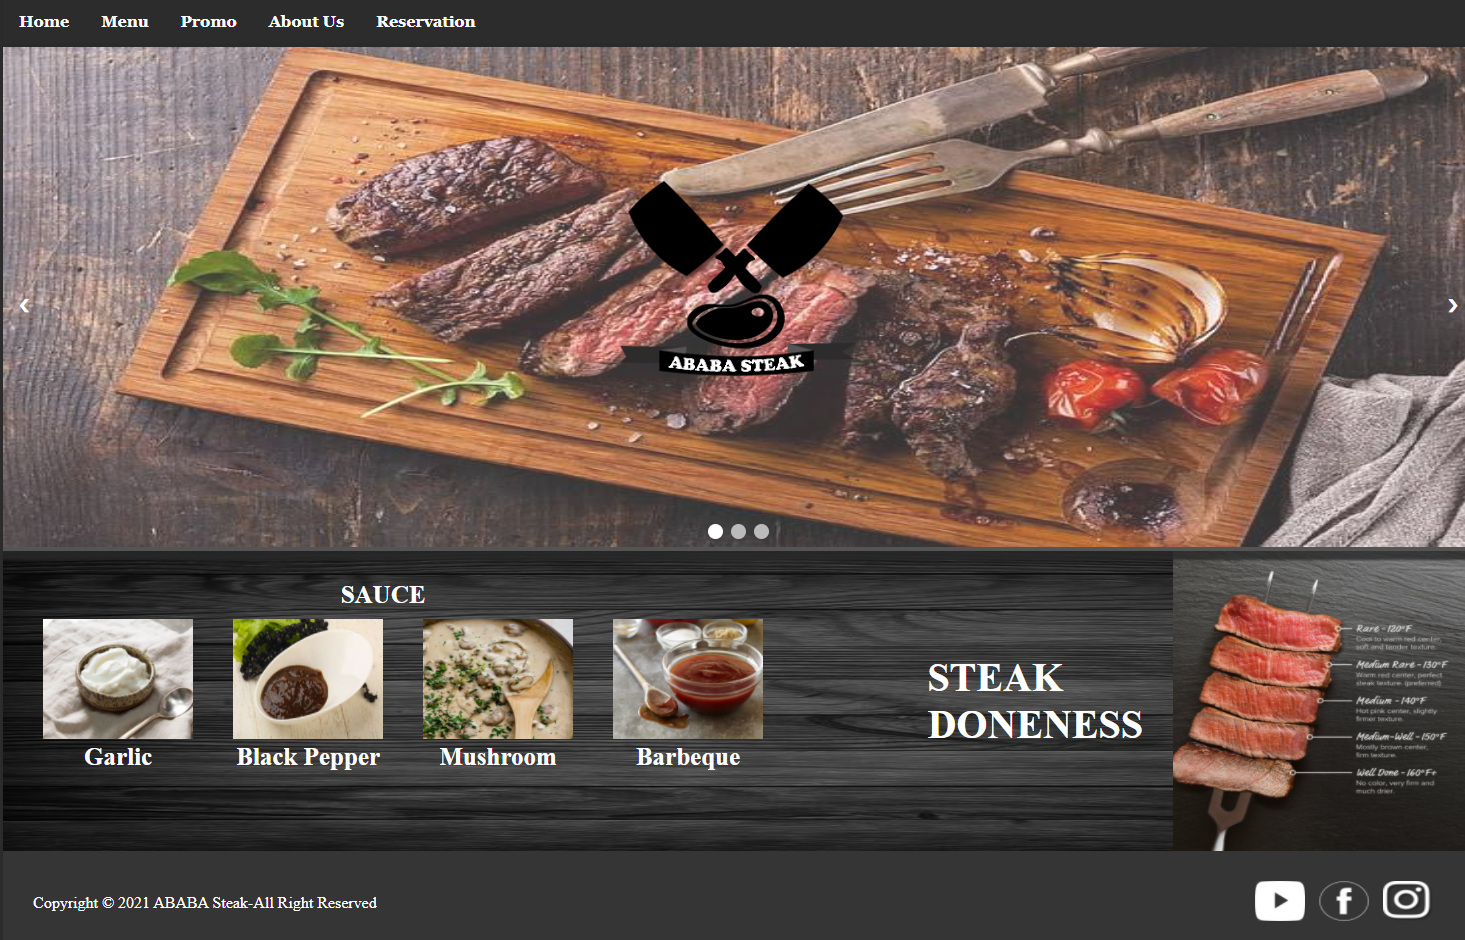 Home Menu Promo About Us Reservation
ABABA STEAK
SAUCE
Garlic Black Pepper Mushroom Barbeque
STEAK
DONENESS
Rare - 120°F
Cool to warm red center,
soft and tender texture.
Medium Rare - 130°F
Warm red center, perfect
steak texture. (preferred)
Medium - 140°F
Hot pink center, slightly
firmer texture.
Medium-Well - 150°F
Mostly brown center,
firm texture.
Well Done - 160°F+
No color, very firm and
much drier.
Copyright © 2021 ABABA Steak-All Right Reserved